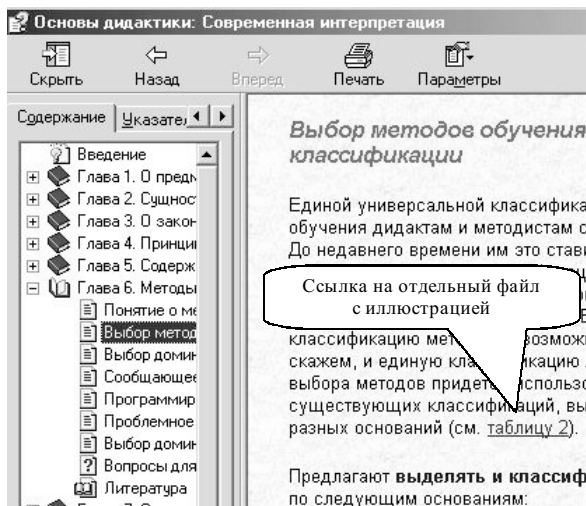 Основы дидактики: Современная интерпретация
Скрыть Назад Вперед Печать Параметры
Содержание Указате
Введение
Глава 1. О предм
Глава 2. Сущнос
Глава 3. О закон
Глава 4. Принци
Глава 5. Содерж
Глава 6. Методы
Понятие о ме
Выбор метод
Выбор домин
Сообщающее
Программир
Проблемное
Выбор домин
Вопросы для
Литература
Выбор методов обучения
классификации
Единой универсальной классифика
обучения дидактам и методистам с
До недавнего времени им это стави
Ссылка на отдельный файл
с иллюстрацией
классификацию мет возможн
скажем, и единую кла икацию
выбора методов придет использо
существующих классификаций, вы
разных оснований (см. таблицу 2).
Предлагают выделять и классиф
по следующим основаниям: